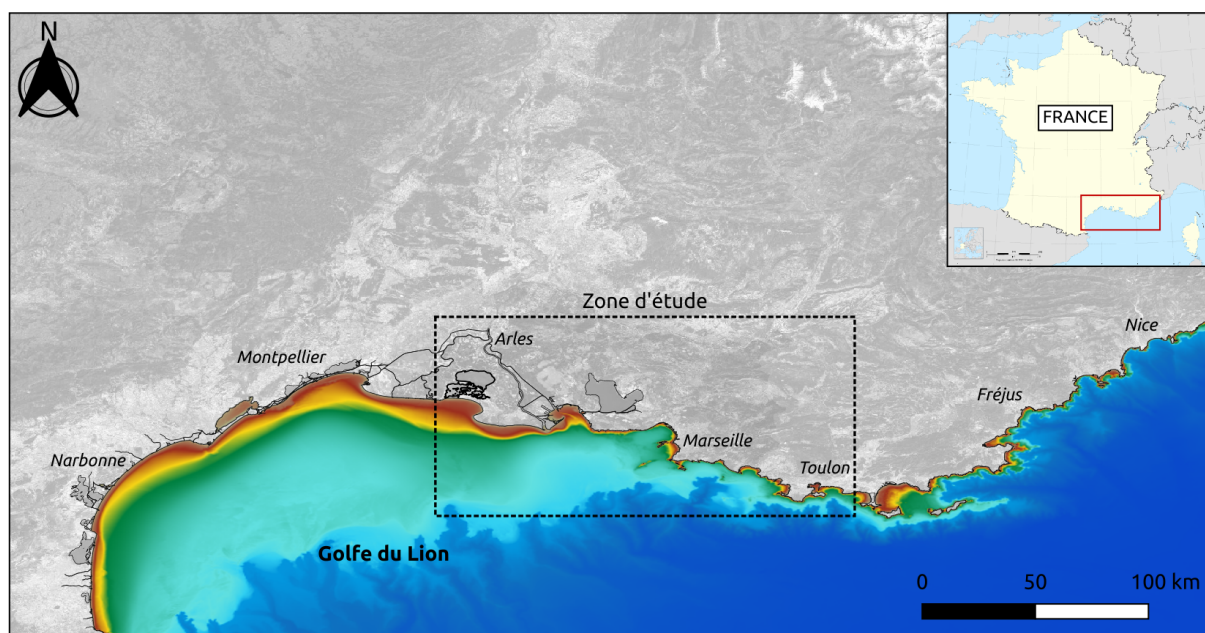 N
FRANCE
Zone d'étude
Arles
Nice
Montpellier
Fréjus
Marseille
Narbonne
Toulon
Golfe du Lion
0 50 100 km